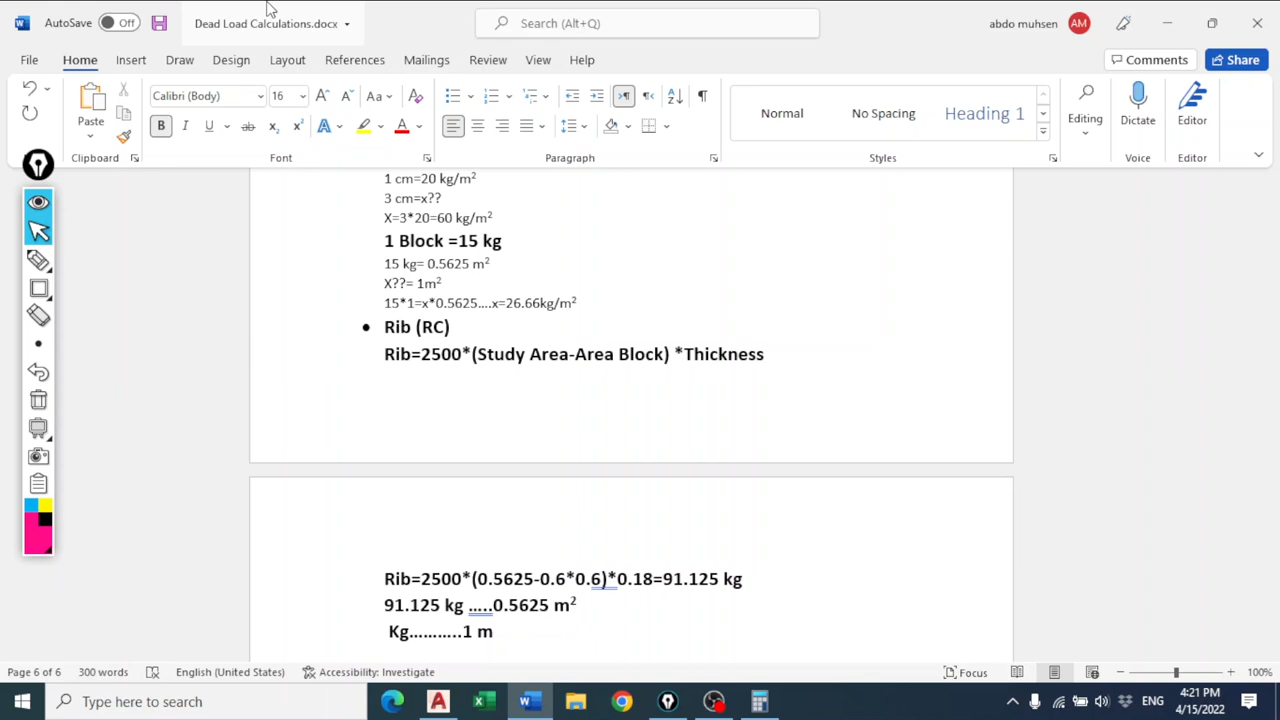 AutoSave Off
Dead Load Calculations.docx
Search (Alt+Q)
abdo muhsen AM
File Home Insert Draw Design Layout References Mailings Review View Help
Comments Share
Calibri (Body) 16 Aa
Paste
B I U ab x₂ x² A A
Normal No Spacing Heading 1
Editing Dictate Editor
Clipboard Font Paragraph Styles Voice Editor
1 cm=20 kg/m²
3 cm=x??
X=3*20=60 kg/m²
1 Block =15 kg
15 kg= 0.5625 m²
X??= 1m²
15*1=x*0.5625....x=26.66kg/m²
• Rib (RC)
Rib=2500*(Study Area-Area Block) *Thickness
Rib=2500*(0.5625-0.6*0.6)*0.18=91.125 kg
91.125 kg .....0.5625 m²
Kg...........1 m
Page 6 of 6 300 words English (United States) Accessibility: Investigate Focus 100%
Type here to search
ENG
4:21 PM
4/15/2022